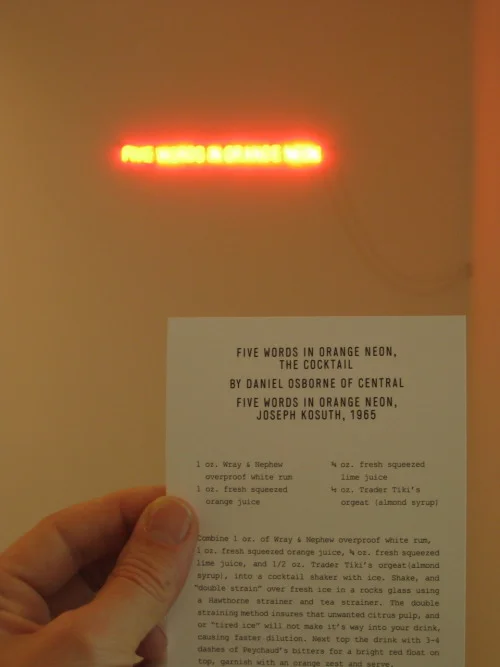 FIVE WORDS IN ORANGE NEON
FIVE WORDS IN ORANGE NEON,
THE COCKTAIL
BY DANIEL OSBORNE OF CENTRAL
FIVE WORDS IN ORANGE NEON,
JOSEPH KOSUTH, 1965
1 oz. Wray & Nephew
overproof white rum
1 oz. fresh squeezed
orange juice
¾ oz. fresh squeezed
lime juice
½ oz. Trader Tiki's
orgeat (almond syrup)
Combine 1 oz. of Wray & Nephew overproof white rum,
1 oz. fresh squeezed orange juice, ¾ oz. fresh squeezed
lime juice, and 1/2 oz. Trader Tiki's orgeat(almond
syrup), into a cocktail shaker with ice. Shake, and
"double strain" over fresh ice in a rocks glass using
a Hawthorne strainer and tea strainer. The double
straining method insures that unwanted citrus pulp, and
or "tired ice" will not make it's way into your drink,
causing faster dilution. Next top the drink with 3-4
dashes of Peychaud's bitters for a bright red float on
top, garnish with an orange zest and serve.